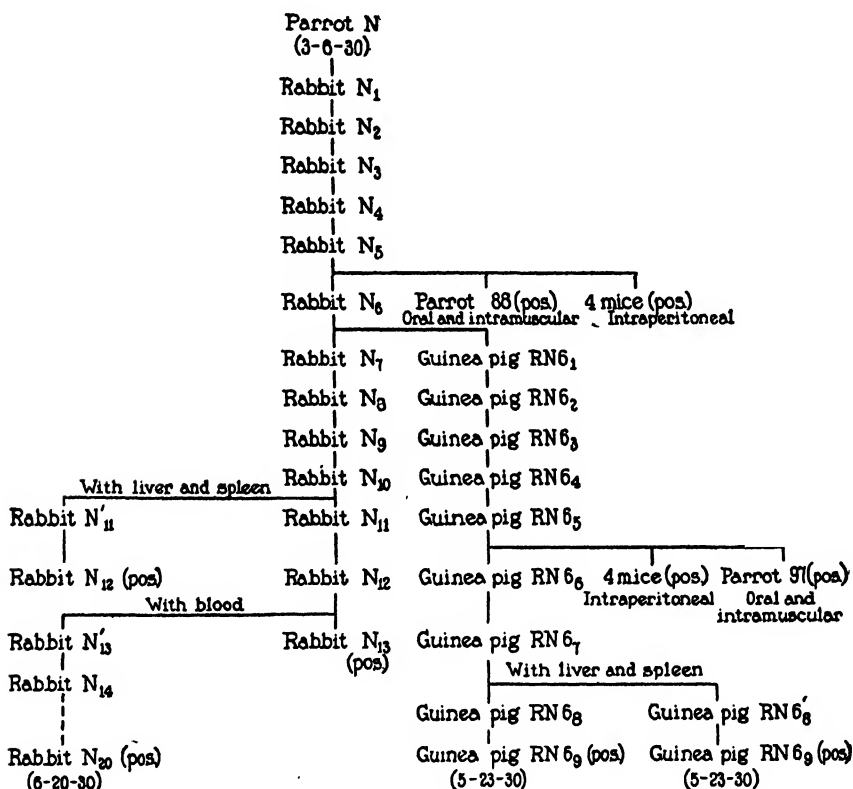 Parrot N
(3-6-30)
Rabbit N₁
Rabbit N₂
Rabbit N₃
Rabbit N₄
Rabbit N₅
Rabbit N₆ Parrot 88 (pos.) 4 mice (pos.)
Oral and intramuscular Intraperitoneal
Rabbit N₇ Guinea pig RN6₁
Rabbit N₈ Guinea pig RN6₂
Rabbit N₉ Guinea pig RN6₃
Rabbit N₁₀ Guinea pig RN6₄
With liver and spleen
Rabbit N'₁₁ Rabbit N₁₁ Guinea pig RN6₅
Rabbit N₁₂ (pos.) Rabbit N₁₂ Guinea pig RN6₆ 4 mice (pos.) Parrot 97 (pos.)
Intraperitoneal Oral and
intramuscular
With blood
Rabbit N'₁₃ Rabbit N₁₃ Guinea pig RN6₇
(pos.)
Rabbit N₁₄ With liver and spleen
Guinea pig RN6₈ Guinea pig RN6'₈
Rabbit N₂₀ (pos.) Guinea pig RN6₉ (pos.) Guinea pig RN6₉ (pos.)
(6-20-30) (5-23-30) (5-23-30)